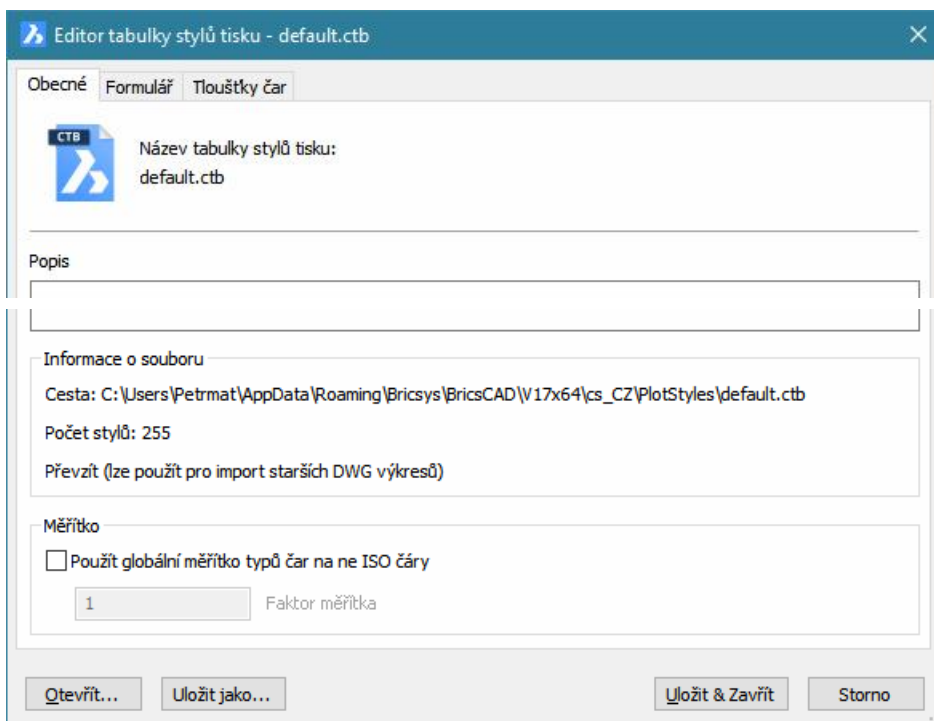 Editor tabulky stylů tisku - default.ctb
Obecné Formulář Tloušťky čar
CTB
Název tabulky stylů tisku:
default.ctb
Popis
Informace o souboru
Cesta: C:\Users\Petrmat\AppData\Roaming\Bricsys\BricsCAD\V17x64\cs_CZ\PlotStyles\default.ctb
Počet stylů: 255
Převzít (lze použít pro import starších DWG výkresů)
Měřítko
Použít globální měřítko typů čar na ne ISO čáry
1 Faktor měřítka
Otevřít... Uložit jako... Uložit & Zavřít Storno